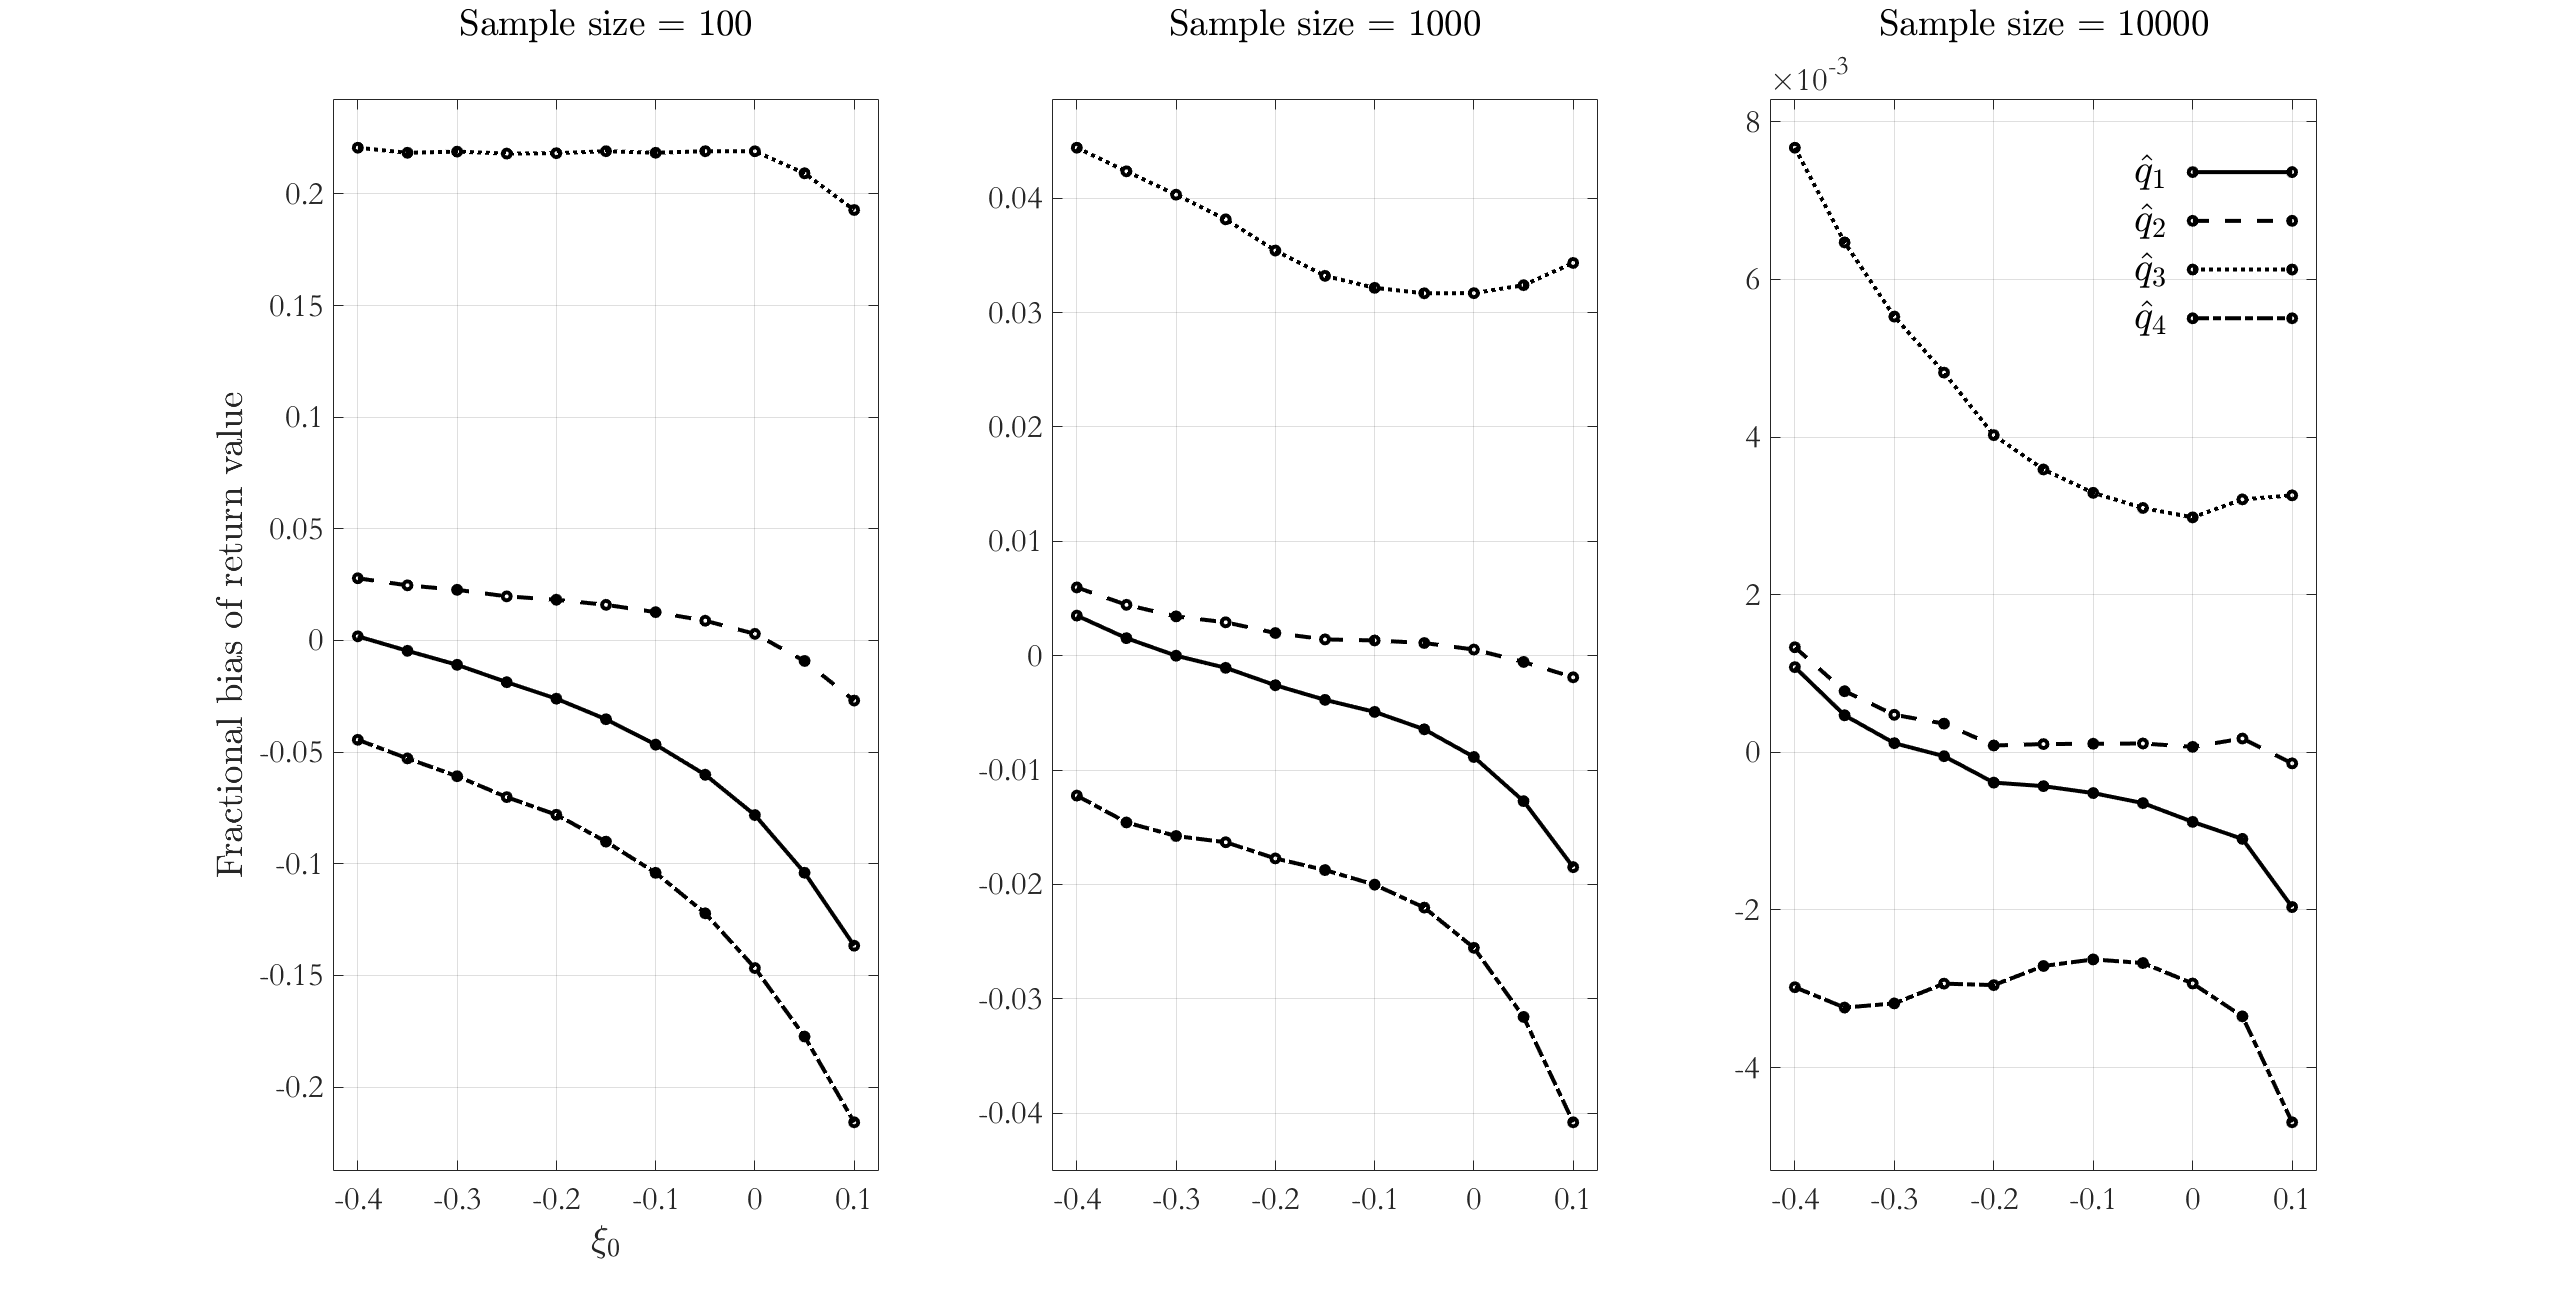 Sample size = 100
Sample size = 1000
Sample size = 10000
Fractional bias of return value
0.2
0.15
0.1
0.05
0
-0.05
-0.1
-0.15
-0.2
-0.4 -0.3 -0.2 -0.1 0 0.1
ξ₀
0.04
0.03
0.02
0.01
0
-0.01
-0.02
-0.03
-0.04
-0.4 -0.3 -0.2 -0.1 0 0.1
×10⁻³
8
6
4
2
0
-2
-4
-0.4 -0.3 -0.2 -0.1 0 0.1
q̂₁
q̂₂
q̂₃
q̂₄